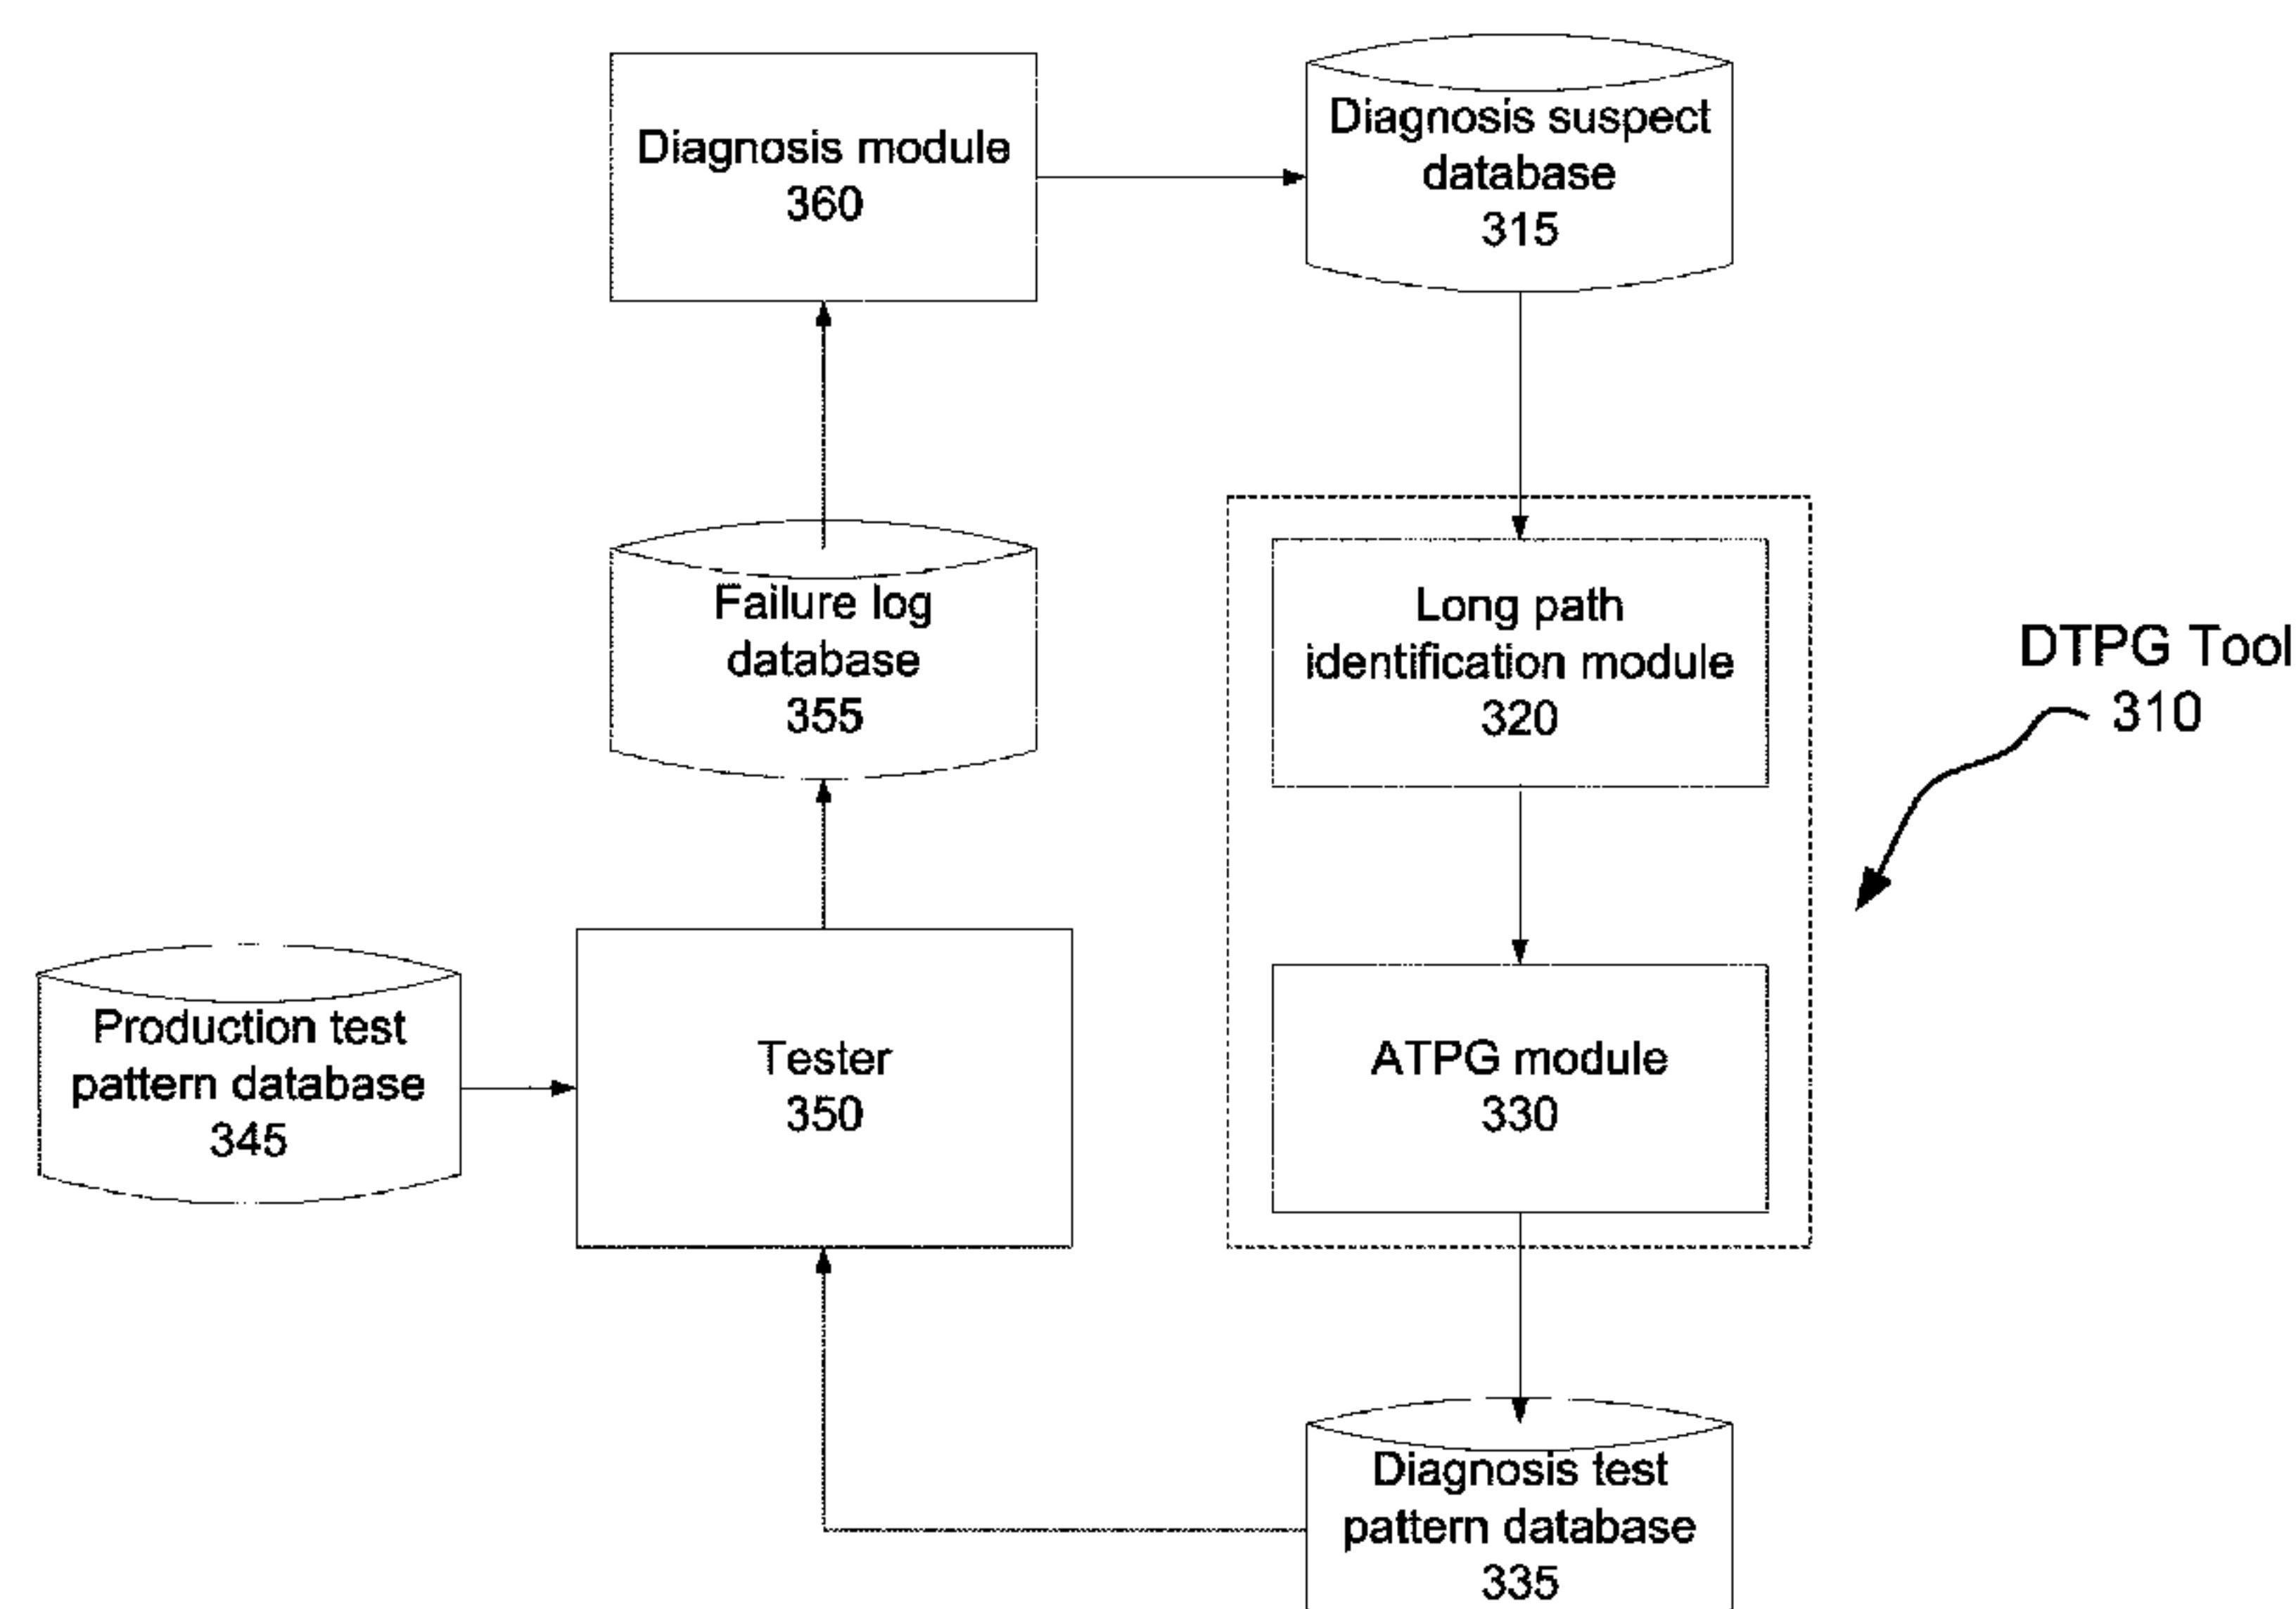 Diagnosis module
360
Diagnosis suspect
database
315
Failure log
database
355
Long path
identification module
320
DTPG Tool
310
Production test
pattern database
345
Tester
350
ATPG module
330
Diagnosis test
pattern database
335